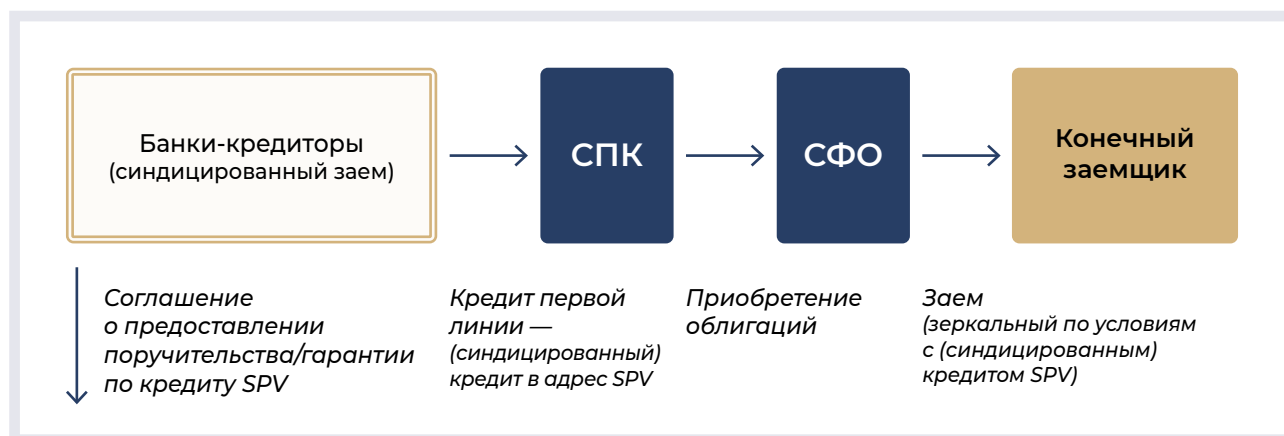 Банки-кредиторы
(синдицированный заем)
СПК
СФО
Конечный
заемщик
Соглашение
о предоставлении
поручительства/гарантии
по кредиту SPV
Кредит первой
линии —
(синдицированный)
кредит в адрес SPV
Приобретение
облигаций
Заем
(зеркальный по условиям
с (синдицированным)
кредитом SPV)